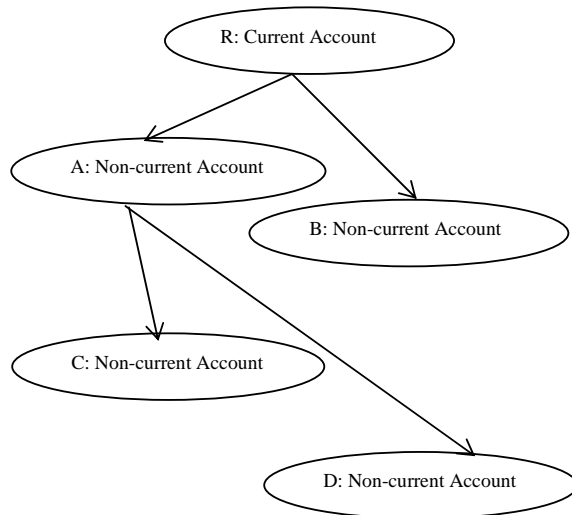 R: Current Account
A: Non-current Account
B: Non-current Account
C: Non-current Account
D: Non-current Account